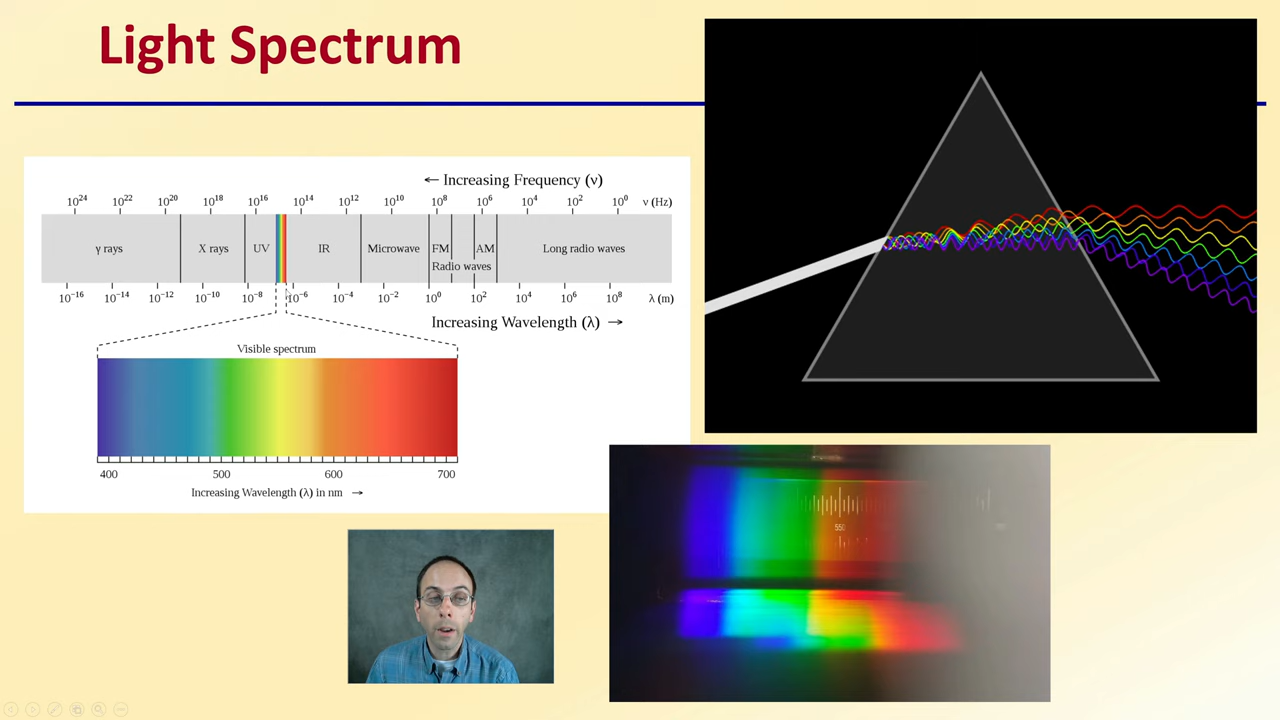 Light Spectrum
← Increasing Frequency (ν)
10²⁴ 10²² 10²⁰ 10¹⁸ 10¹⁶ 10¹⁴ 10¹² 10¹⁰ 10⁸ 10⁶ 10⁴ 10² 10⁰ ν (Hz)
γ rays X rays UV IR Microwave FM AM Long radio waves
Radio waves
10⁻¹⁶ 10⁻¹⁴ 10⁻¹² 10⁻¹⁰ 10⁻⁸ 10⁻⁶ 10⁻⁴ 10⁻² 10⁰ 10² 10⁴ 10⁶ 10⁸ λ (m)
Increasing Wavelength (λ) →
Visible spectrum
400 500 600 700
Increasing Wavelength (λ) in nm →
550